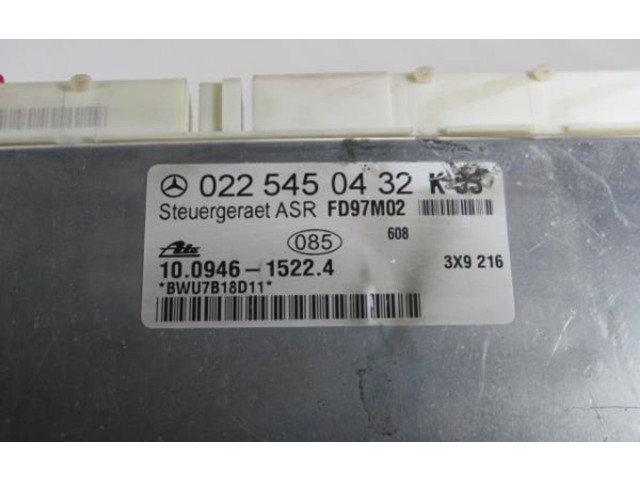 022 545 04 32
Steuergeraet ASR FD97M02
Ate 085 608
10.0946-1522.4 3X9 216
*BWU7B18D11*